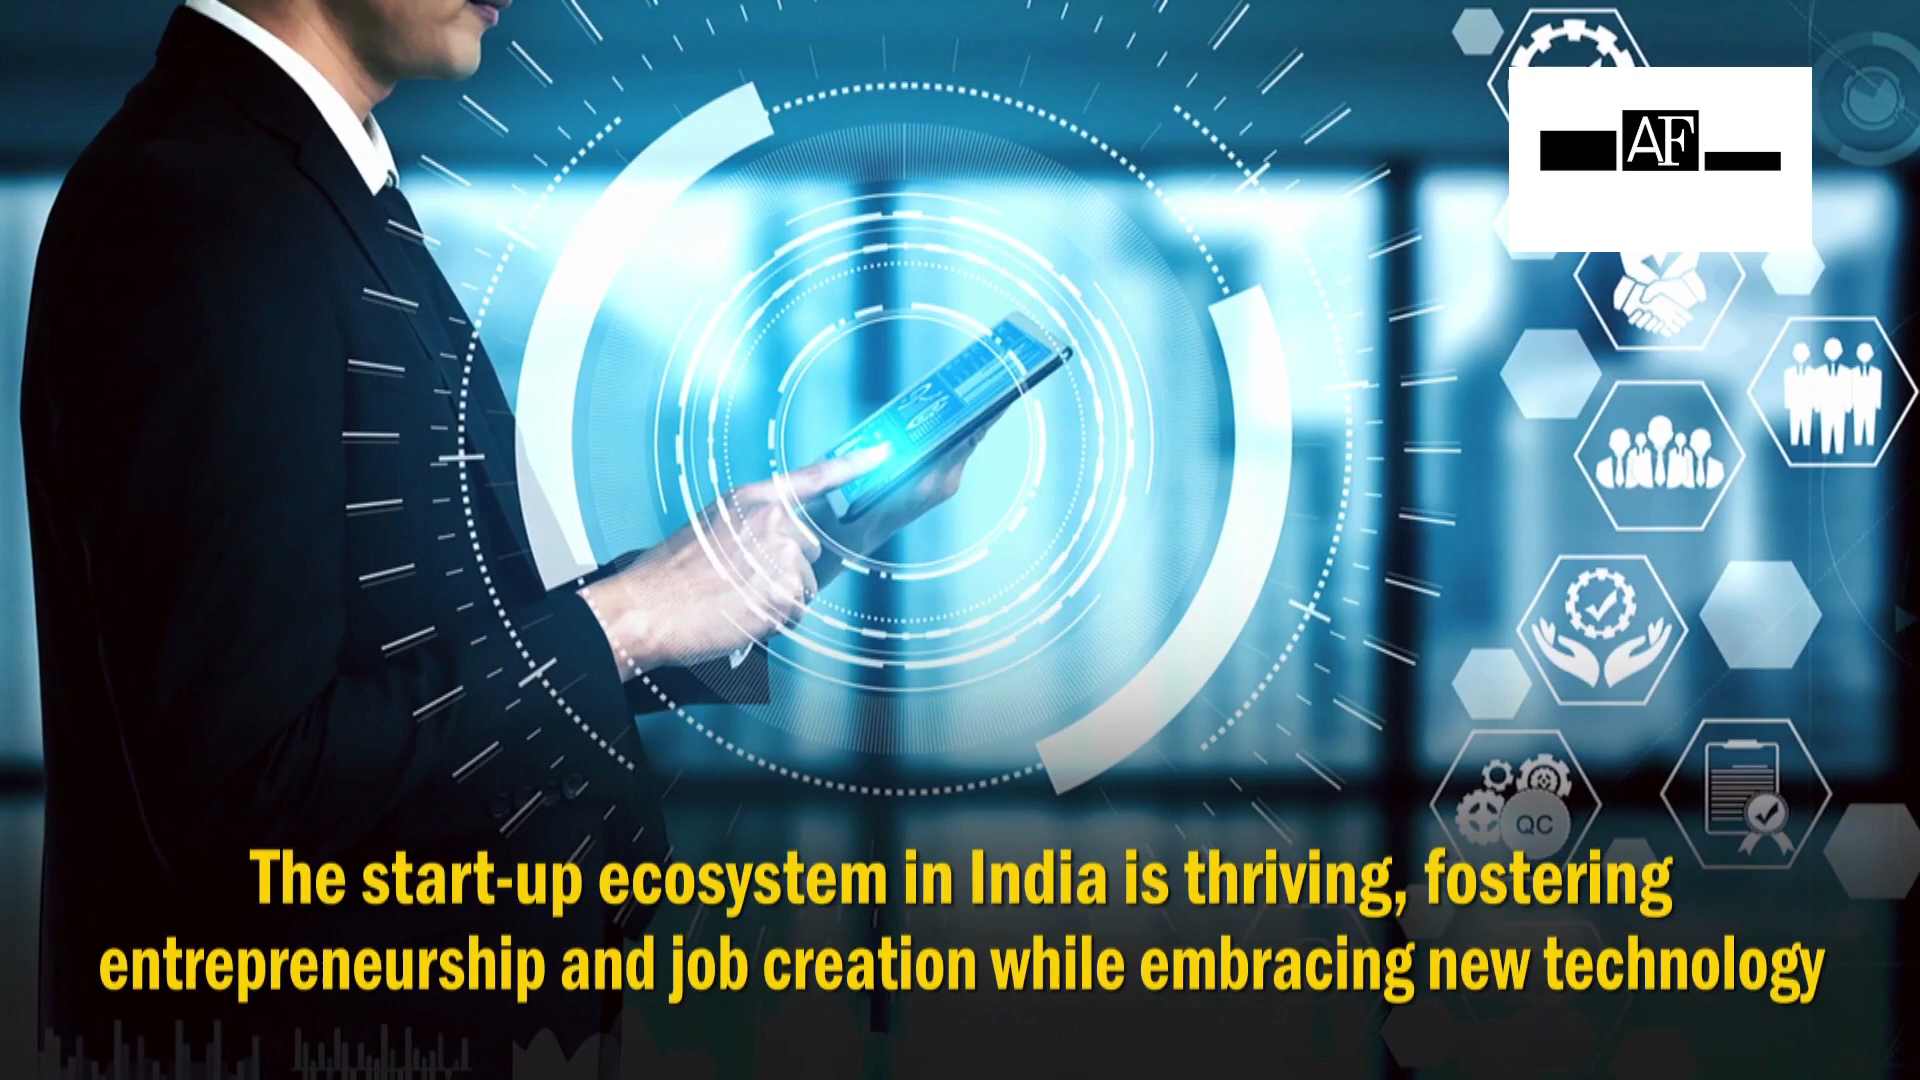 AF
QC
The start-up ecosystem in India is thriving, fostering
entrepreneurship and job creation while embracing new technology